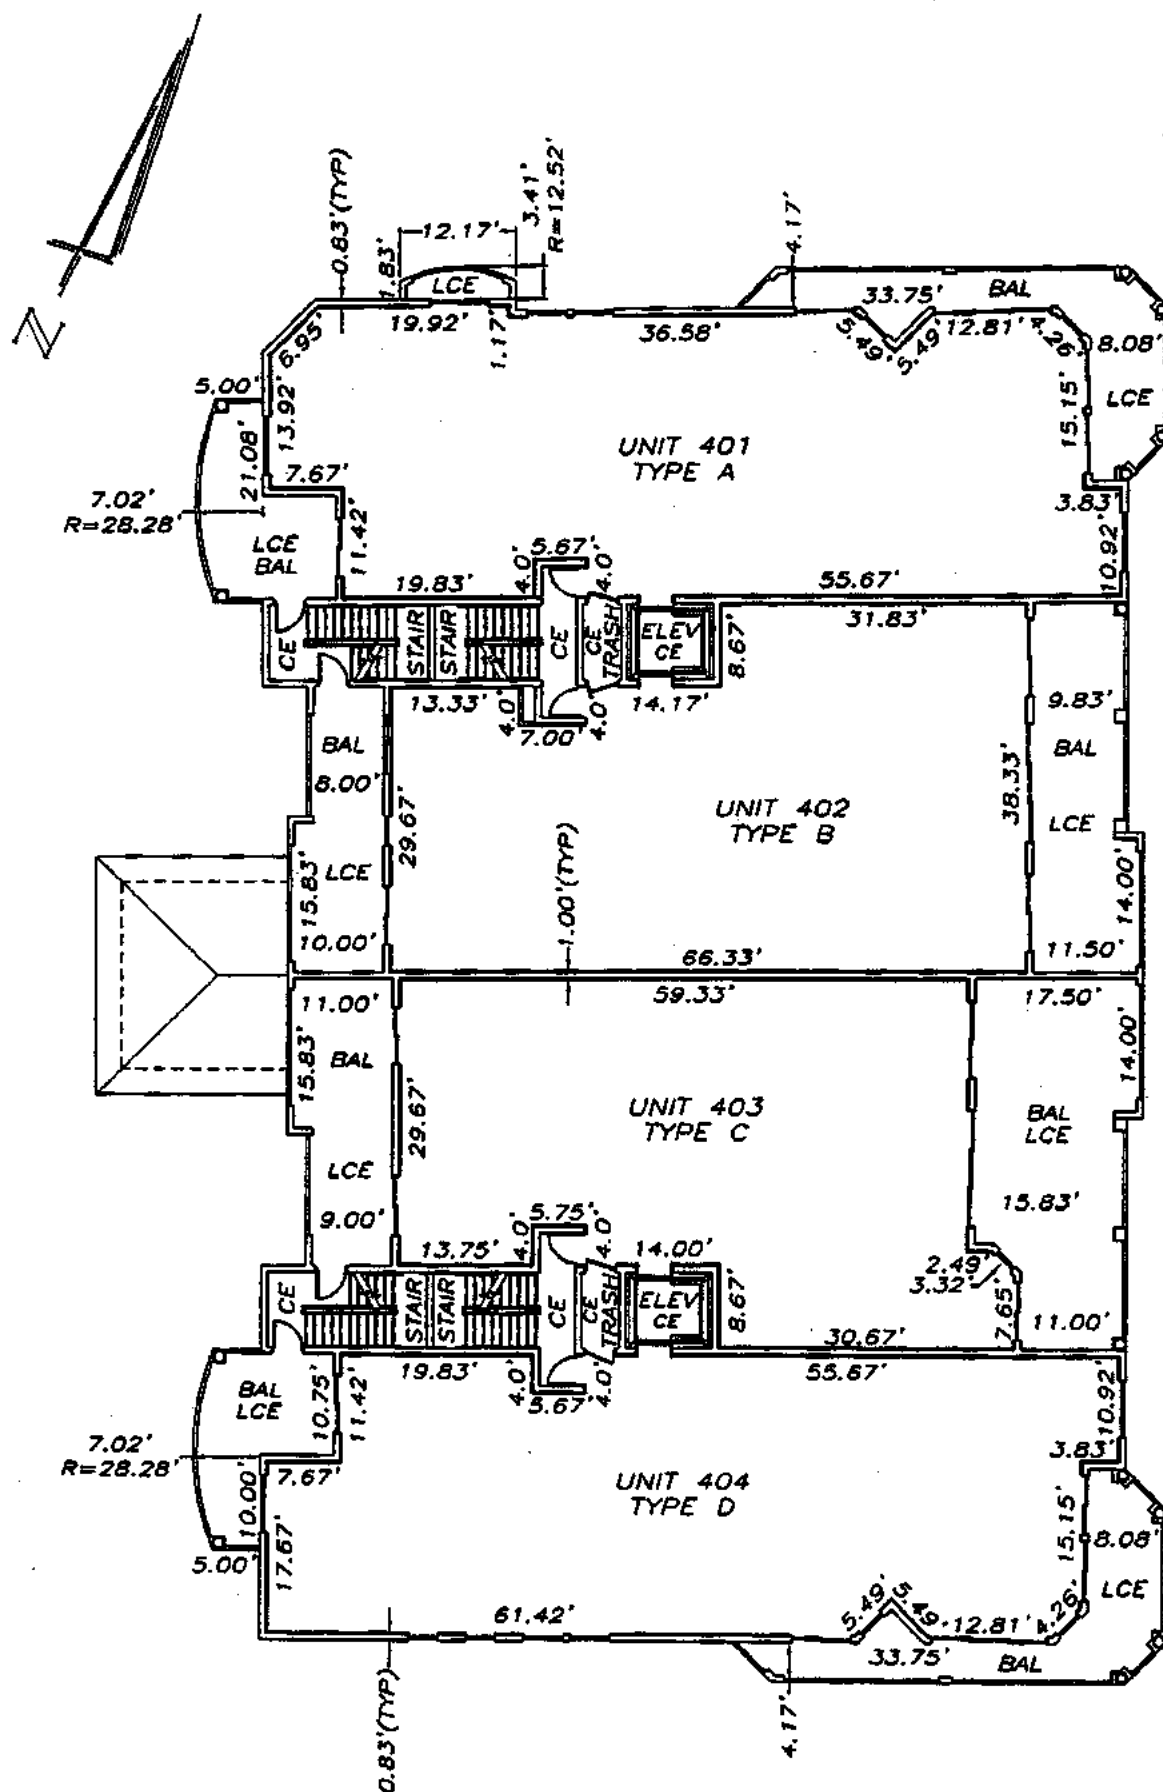 N
0.83'(TYP)
12.17'
3.41'
R=12.52'
1.83'
LCE
4.17'
19.92'
1.17'
36.58'
33.75'
BAL
6.95'
5.49'
5.49'
12.81'
4.26'
8.08'
LCE
5.00'
13.92'
21.08'
7.67'
15.15'
UNIT 401
TYPE A
7.02'
R=28.28'
3.83'
LCE
BAL
11.42'
10.92'
19.83'
4.0'
5.67'
4.0'
55.67'
31.83'
CE
STAIR
STAIR
CE
CE
TRASH
ELEV
CE
8.67'
13.33'
4.0'
7.00'
4.0'
14.17'
9.83'
BAL
8.00'
BAL
29.67'
UNIT 402
TYPE B
38.33'
LCE
LCE
15.83'
1.00'(TYP)
14.00'
10.00'
66.33'
11.50'
11.00'
59.33'
17.50'
15.83'
BAL
14.00'
29.67'
UNIT 403
TYPE C
BAL
LCE
LCE
15.83'
9.00'
13.75'
4.0'
5.75'
4.0'
14.00'
2.49'
3.32'
CE
STAIR
STAIR
CE
CE
TRASH
ELEV
CE
8.67'
7.65'
11.00'
30.67'
19.83'
4.0'
5.67'
4.0'
55.67'
BAL
LCE
10.75'
11.42'
10.92'
7.02'
R=28.28'
7.67'
3.83'
UNIT 404
TYPE D
10.00'
17.67'
5.00'
15.15'
8.08'
LCE
61.42'
5.49'
5.49'
12.81'
4.26'
33.75'
BAL
0.83'(TYP)
4.17'